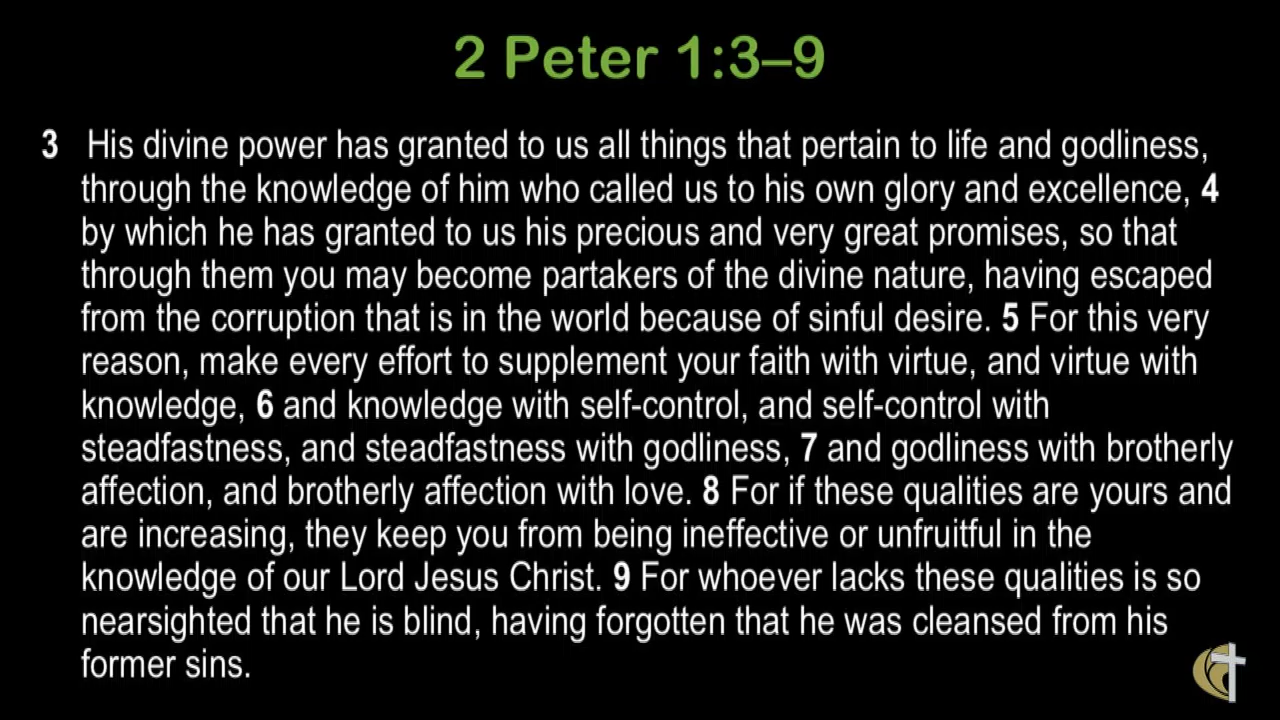 2 Peter 1:3–9
3 His divine power has granted to us all things that pertain to life and godliness,
through the knowledge of him who called us to his own glory and excellence, 4
by which he has granted to us his precious and very great promises, so that
through them you may become partakers of the divine nature, having escaped
from the corruption that is in the world because of sinful desire. 5 For this very
reason, make every effort to supplement your faith with virtue, and virtue with
knowledge, 6 and knowledge with self-control, and self-control with
steadfastness, and steadfastness with godliness, 7 and godliness with brotherly
affection, and brotherly affection with love. 8 For if these qualities are yours and
are increasing, they keep you from being ineffective or unfruitful in the
knowledge of our Lord Jesus Christ. 9 For whoever lacks these qualities is so
nearsighted that he is blind, having forgotten that he was cleansed from his
former sins.